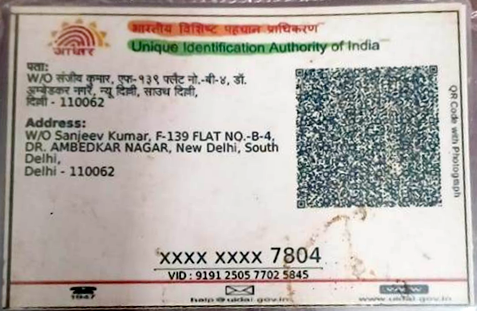 भारतीय विशिष्ट पहचान प्राधिकरण
आधार Unique Identification Authority of India
पता:
W/O संजीव कुमार, एफ-१३९ फ्लैट नो.-बी-४, डॉ.
अम्बेडकर नगर, न्यू दिल्ली, साउथ दिल्ली,
दिल्ली - 110062
Address:
W/O Sanjeev Kumar, F-139 FLAT NO.-B-4,
DR. AMBEDKAR NAGAR, New Delhi, South
Delhi,
Delhi - 110062
QR Code with Photograph
XXXX XXXX 7804
VID : 9191 2505 7702 5845
1947
help@uidai.gov.in
www.uidai.gov.in